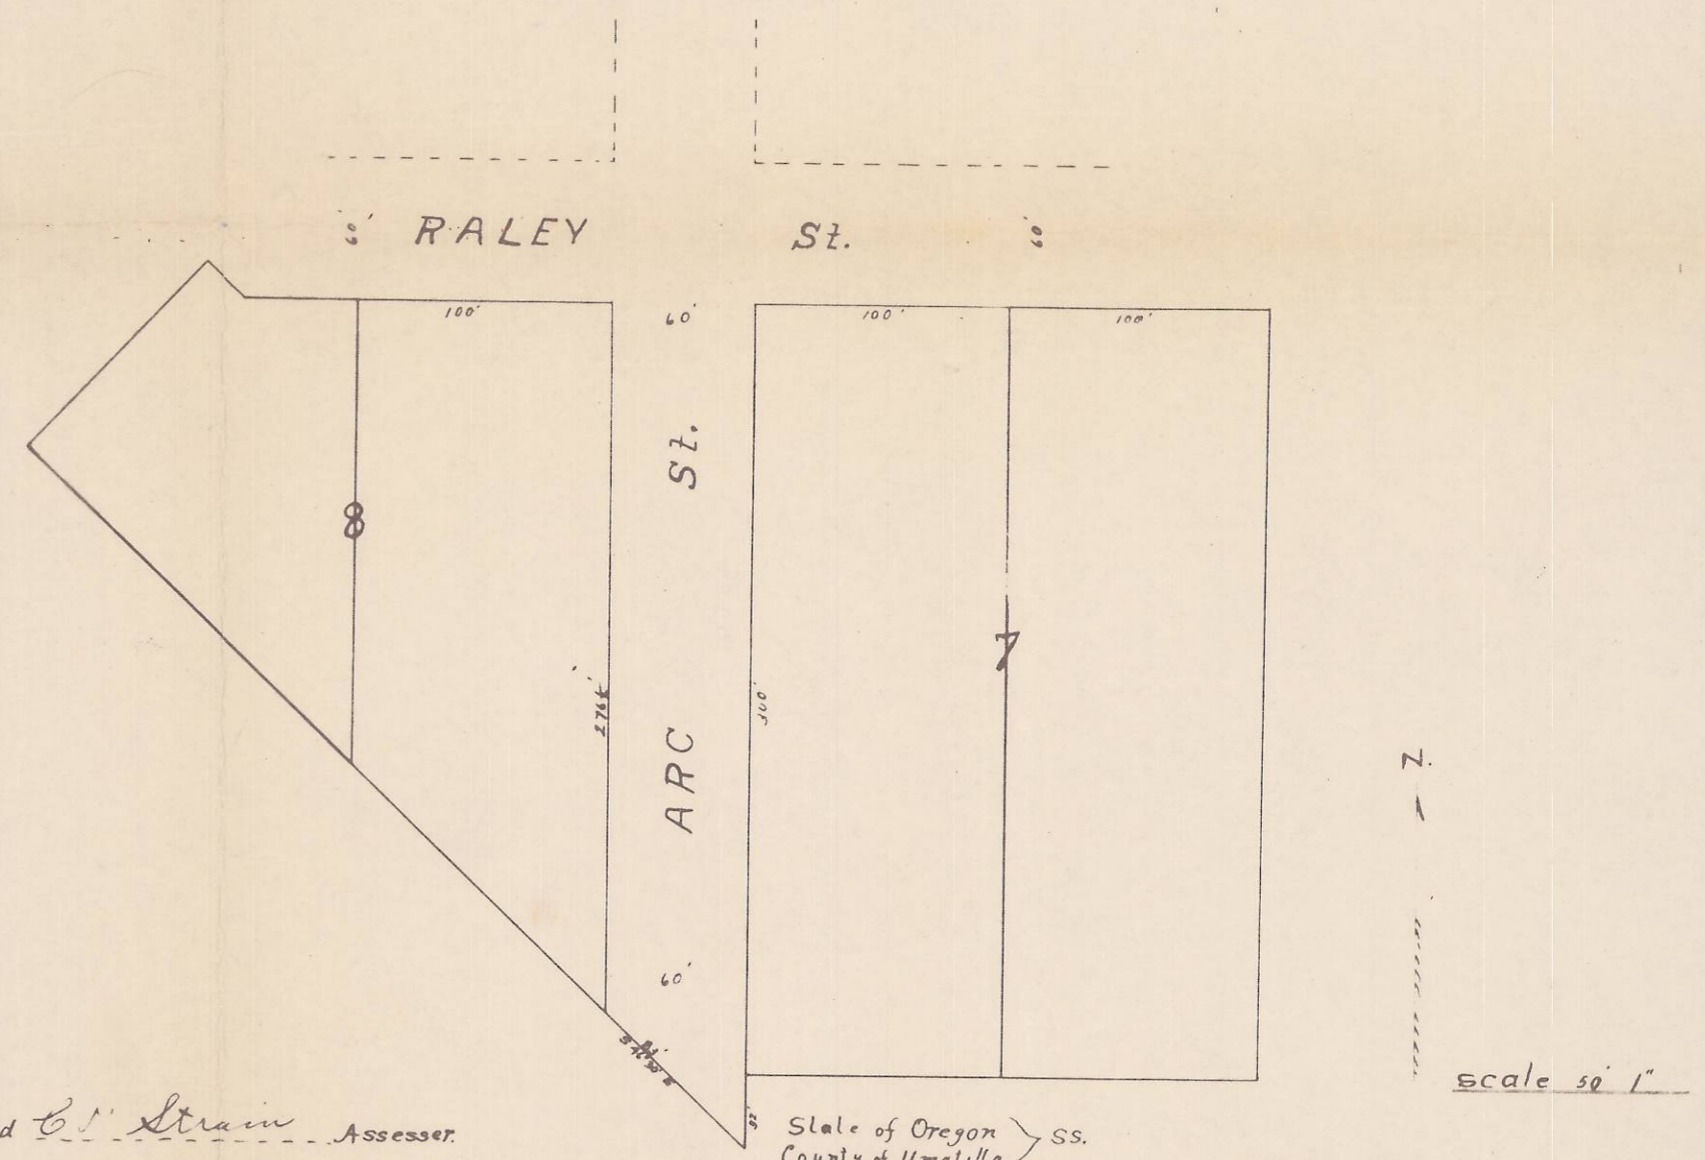 60' RALEY St. 60'
100'
60'
100'
100'
ARC St.
8
7
276
300'
60'
N.
scale 50' 1"
Strain Assesser.
State of Oregon } SS.
County of Umatilla